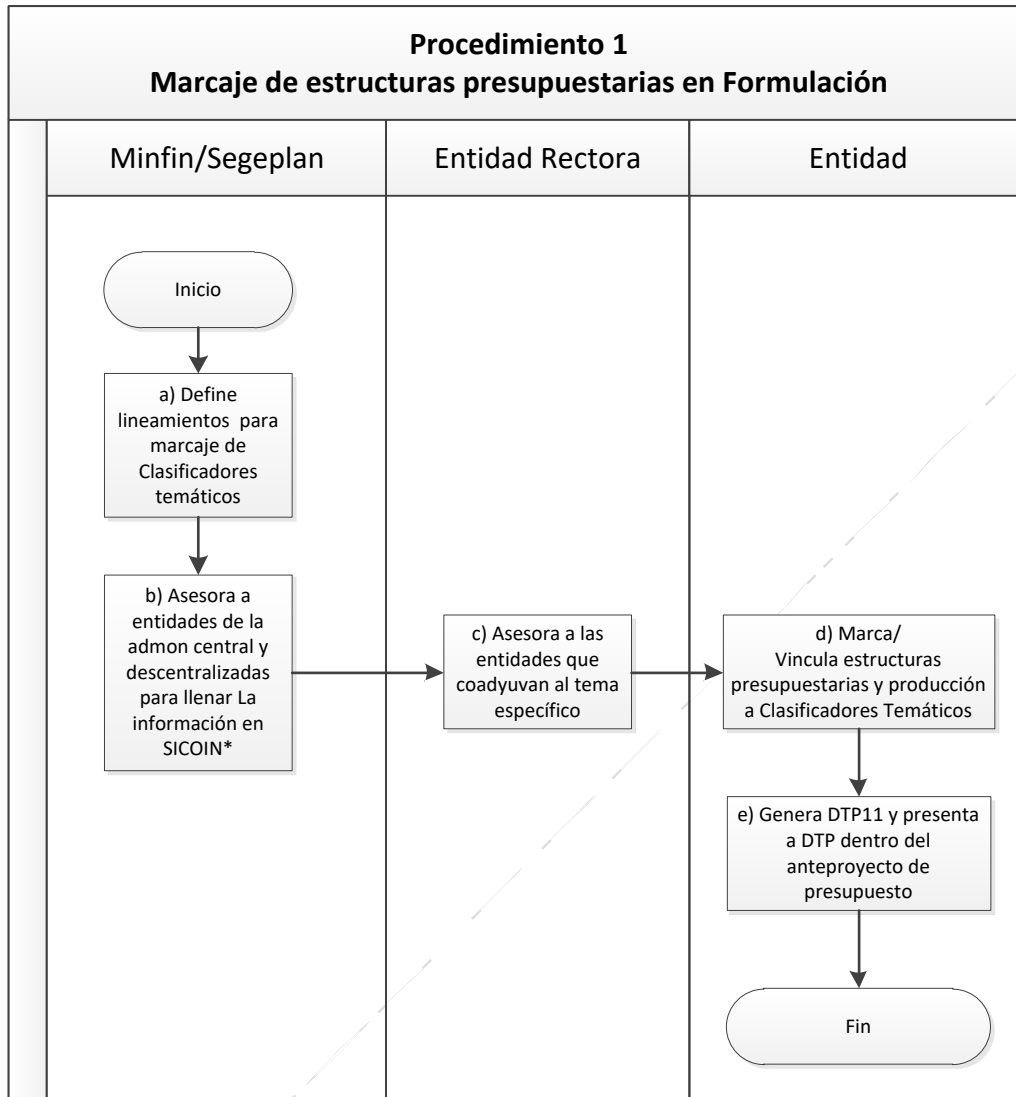 Procedimiento 1
Marcaje de estructuras presupuestarias en Formulación
Minfin/Segeplan
Entidad Rectora
Entidad
Inicio
a) Define
lineamientos para
marcaje de
Clasificadores
temáticos
b) Asesora a
entidades de la
admon central y
descentralizadas
para llenar La
información en
SICOIN*
c) Asesora a las
entidades que
coadyuvan al tema
específico
d) Marca/
Vincula estructuras
presupuestarias y producción
a Clasificadores Temáticos
e) Genera DTP11 y presenta
a DTP dentro del
anteproyecto de
presupuesto
Fin